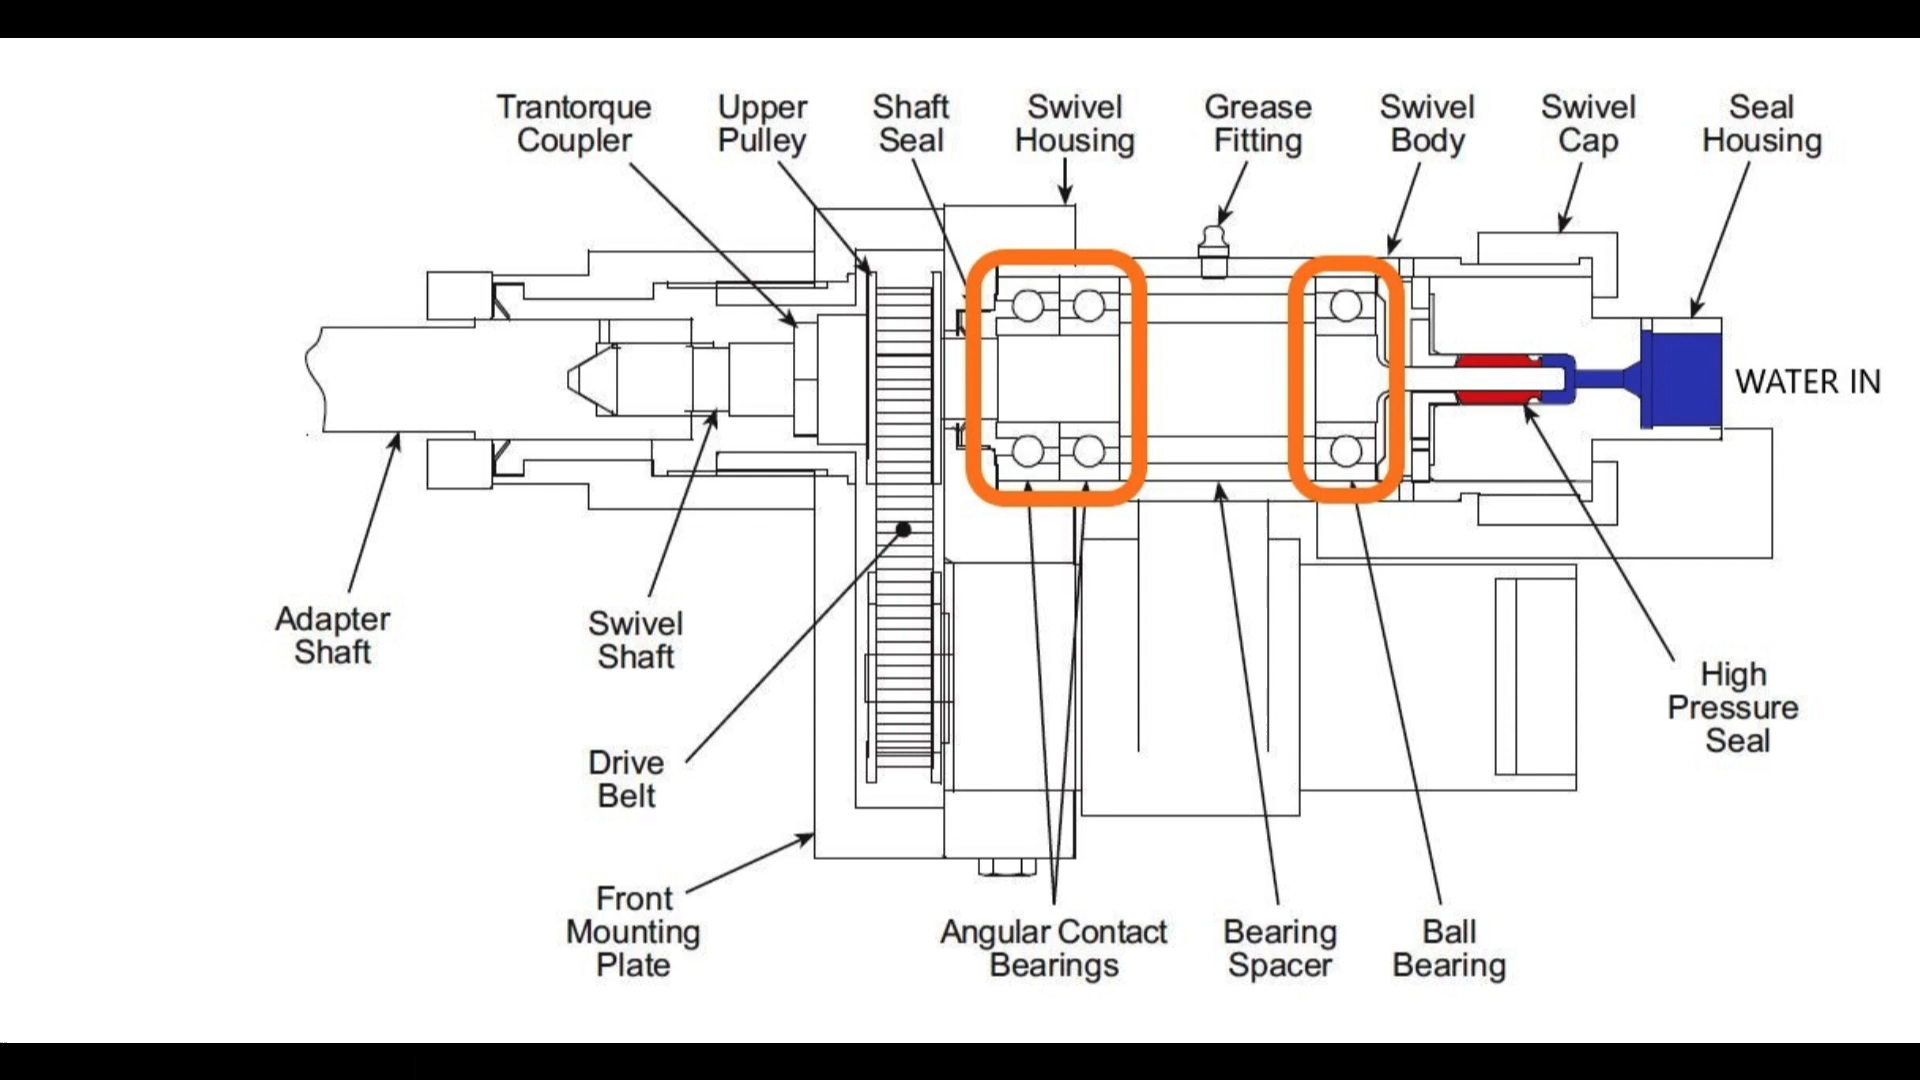 Trantorque
Coupler
Upper
Pulley
Shaft
Seal
Swivel
Housing
Grease
Fitting
Swivel
Body
Swivel
Cap
Seal
Housing
WATER IN
Adapter
Shaft
Swivel
Shaft
High
Pressure
Seal
Drive
Belt
Front
Mounting
Plate
Angular Contact
Bearings
Bearing
Spacer
Ball
Bearing